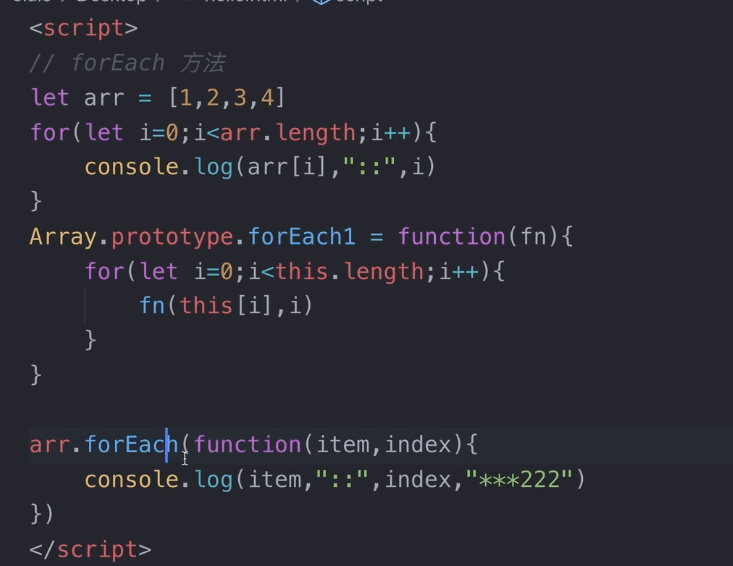 <script>
// forEach 方法
let arr = [1,2,3,4]
for(let i=0;i<arr.length;i++){
    console.log(arr[i],"::",i)
}
Array.prototype.forEach1 = function(fn){
    for(let i=0;i<this.length;i++){
        fn(this[i],i)
    }
}
arr.forEach(function(item,index){
    console.log(item,"::",index,"***222")
})
</script>